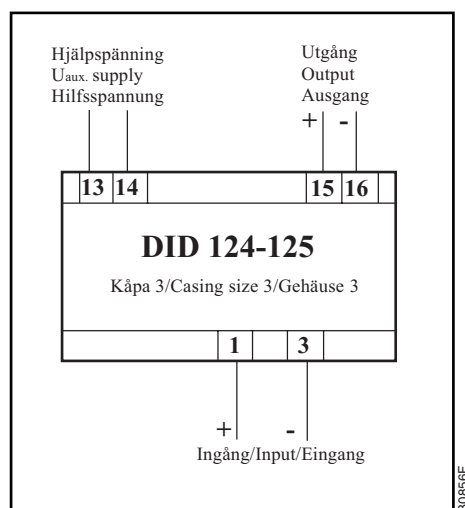 Hjälpspänning
Uaux. supply
Hilfsspannung
Utgång
Output
Ausgang
+ -
13 14
15 16
DID 124-125
Kåpa 3/Casing size 3/Gehäuse 3
1 3
+ -
Ingång/Input/Eingang